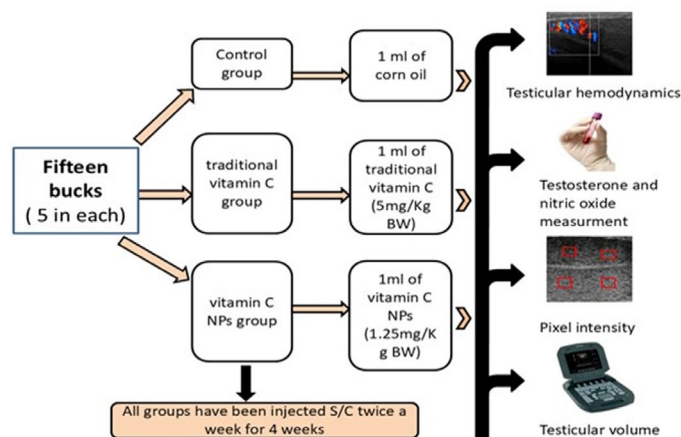 Control
group
1 ml of
corn oil
Testicular hemodynamics
Fifteen
bucks
( 5 in each)
traditional
vitamin C
group
1 ml of
traditional
vitamin C
(5mg/Kg
BW)
Testosterone and
nitric oxide
measurment
vitamin C
NPs group
1ml of
vitamin C
NPs
(1.25mg/K
g BW)
Pixel intensity
All groups have been injected S/C twice a
week for 4 weeks
Testicular volume